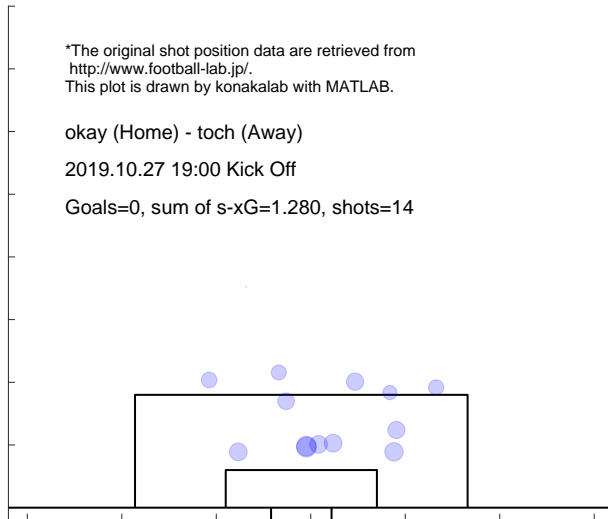 *The original shot position data are retrieved from
http://www.football-lab.jp/.
This plot is drawn by konakalab with MATLAB.
okay (Home) - toch (Away)
2019.10.27 19:00 Kick Off
Goals=0, sum of s-xG=1.280, shots=14